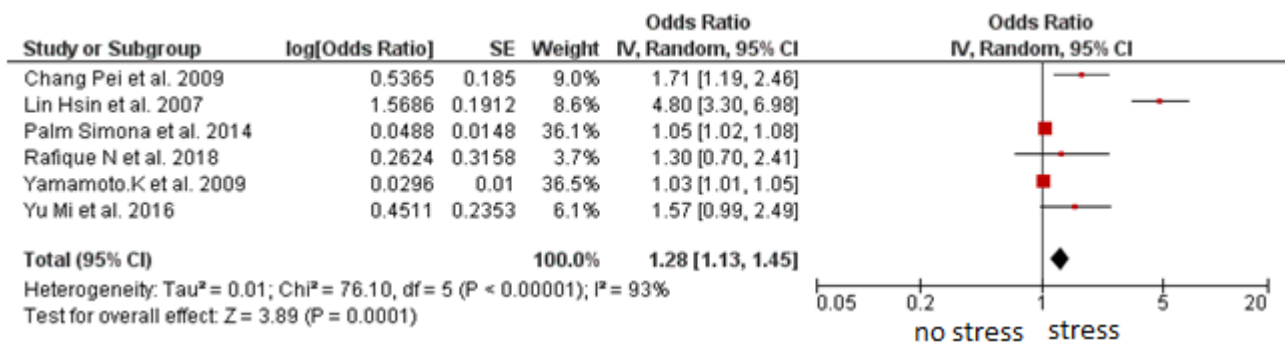 Odds Ratio Odds Ratio
Study or Subgroup log[Odds Ratio] SE Weight IV, Random, 95% CI IV, Random, 95% CI
Chang Pei et al. 2009 0.5365 0.185 9.0% 1.71 [1.19, 2.46]
Lin Hsin et al. 2007 1.5686 0.1912 8.6% 4.80 [3.30, 6.98]
Palm Simona et al. 2014 0.0488 0.0148 36.1% 1.05 [1.02, 1.08]
Rafique N et al. 2018 0.2624 0.3158 3.7% 1.30 [0.70, 2.41]
Yamamoto.K et al. 2009 0.0296 0.01 36.5% 1.03 [1.01, 1.05]
Yu Mi et al. 2016 0.4511 0.2353 6.1% 1.57 [0.99, 2.49]
Total (95% CI) 100.0% 1.28 [1.13, 1.45]
Heterogeneity: Tau² = 0.01; Chi² = 76.10, df = 5 (P < 0.00001); I² = 93%
Test for overall effect: Z = 3.89 (P = 0.0001)
0.05 0.2 1 5 20
no stress stress